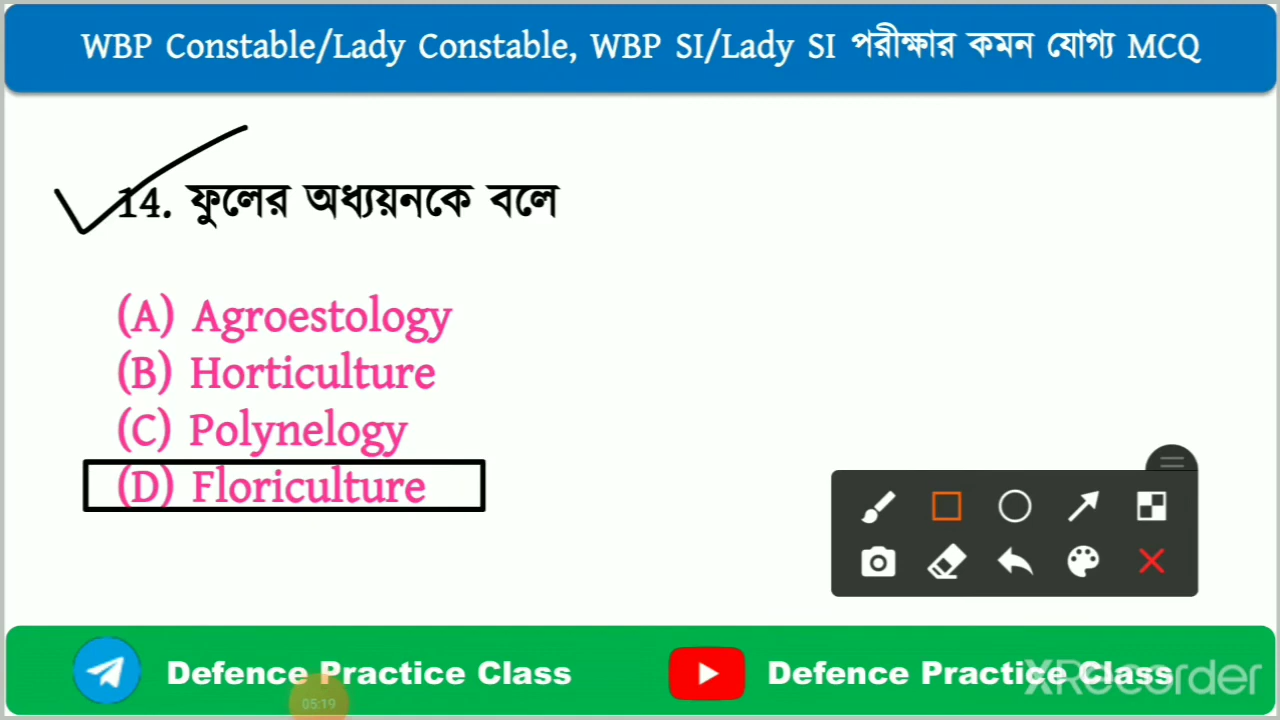 WBP Constable/Lady Constable, WBP SI/Lady SI পরীক্ষার কমন যোগ্য MCQ
14. ফুলের অধ্যয়নকে বলে
(A) Agroestology
(B) Horticulture
(C) Polynelogy
(D) Floriculture
Defence Practice Class
Defence Practice Class
XRecorder
05:19